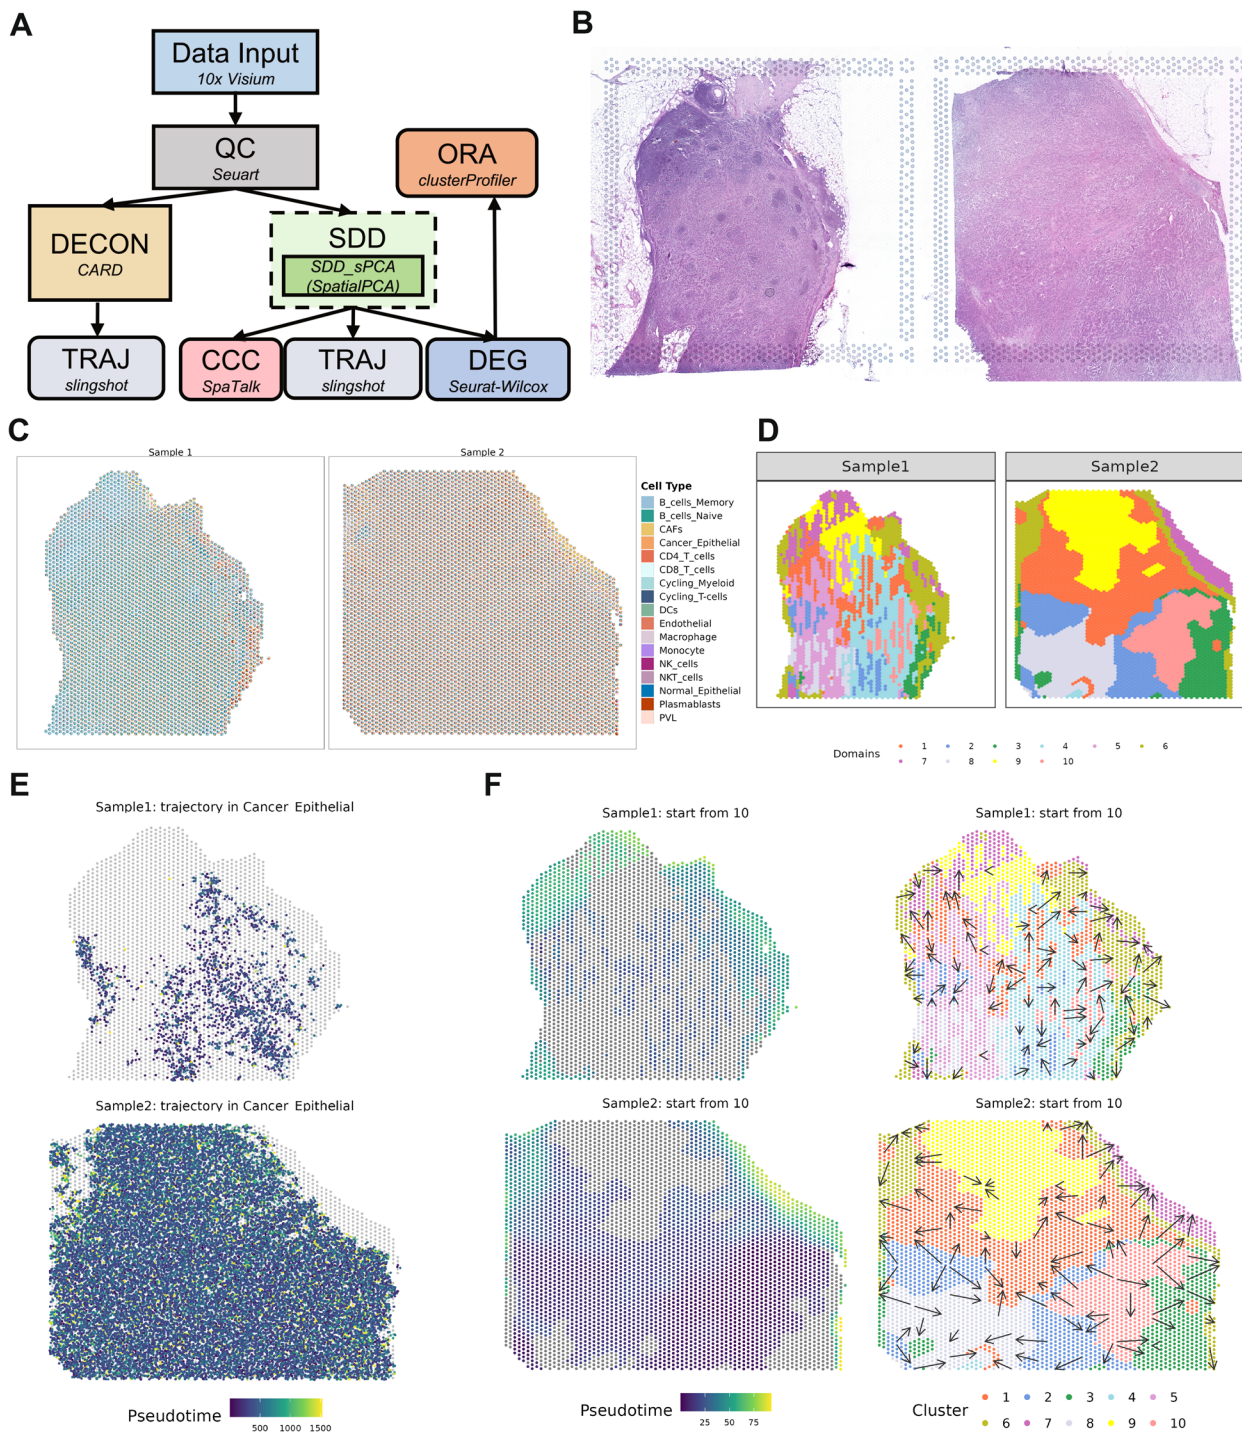 A
Data Input
10x Visium
QC
Seuart
ORA
clusterProfiler
DECON
CARD
SDD
SDD_sPCA
(SpatialPCA)
TRAJ
slingshot
CCC
SpaTalk
TRAJ
slingshot
DEG
Seurat-Wilcox
B
C
Sample 1
Sample 2
Cell Type
B_cells_Memory
B_cells_Naive
CAFs
Cancer_Epithelial
CD4_T_cells
CD8_T_cells
Cycling_Myeloid
Cycling_T-cells
DCs
Endothelial
Macrophage
Monocyte
NK_cells
NKT_cells
Normal_Epithelial
Plasmablasts
PVL
D
Sample1
Sample2
Domains
1 2 3 4 5 6
7 8 9 10
E
Sample1: trajectory in Cancer Epithelial
Sample2: trajectory in Cancer Epithelial
Pseudotime
500 1000 1500
F
Sample1: start from 10
Sample1: start from 10
Sample2: start from 10
Sample2: start from 10
Pseudotime
25 75
Cluster
1 2 3 4 5
6 7 8 9 10